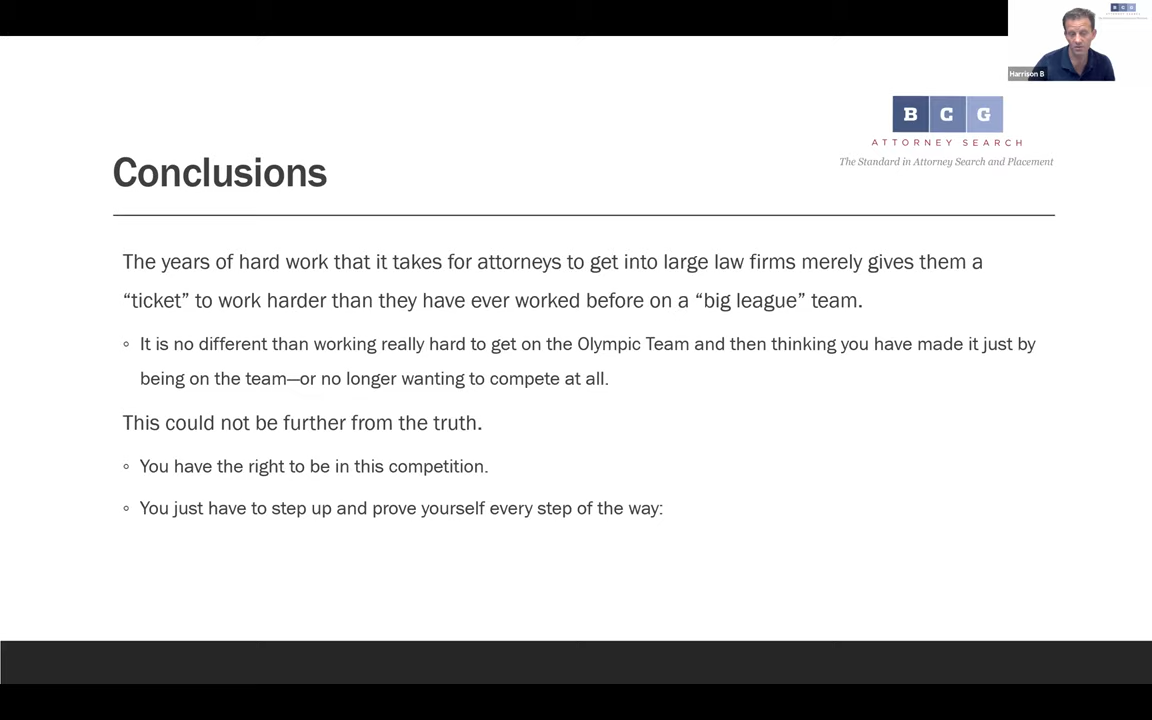 Harrison B
B C G
ATTORNEY SEARCH
The Standard in Attorney Search and Placement
Conclusions
The years of hard work that it takes for attorneys to get into large law firms merely gives them a
“ticket” to work harder than they have ever worked before on a “big league” team.
◦ It is no different than working really hard to get on the Olympic Team and then thinking you have made it just by
being on the team—or no longer wanting to compete at all.
This could not be further from the truth.
◦ You have the right to be in this competition.
◦ You just have to step up and prove yourself every step of the way: